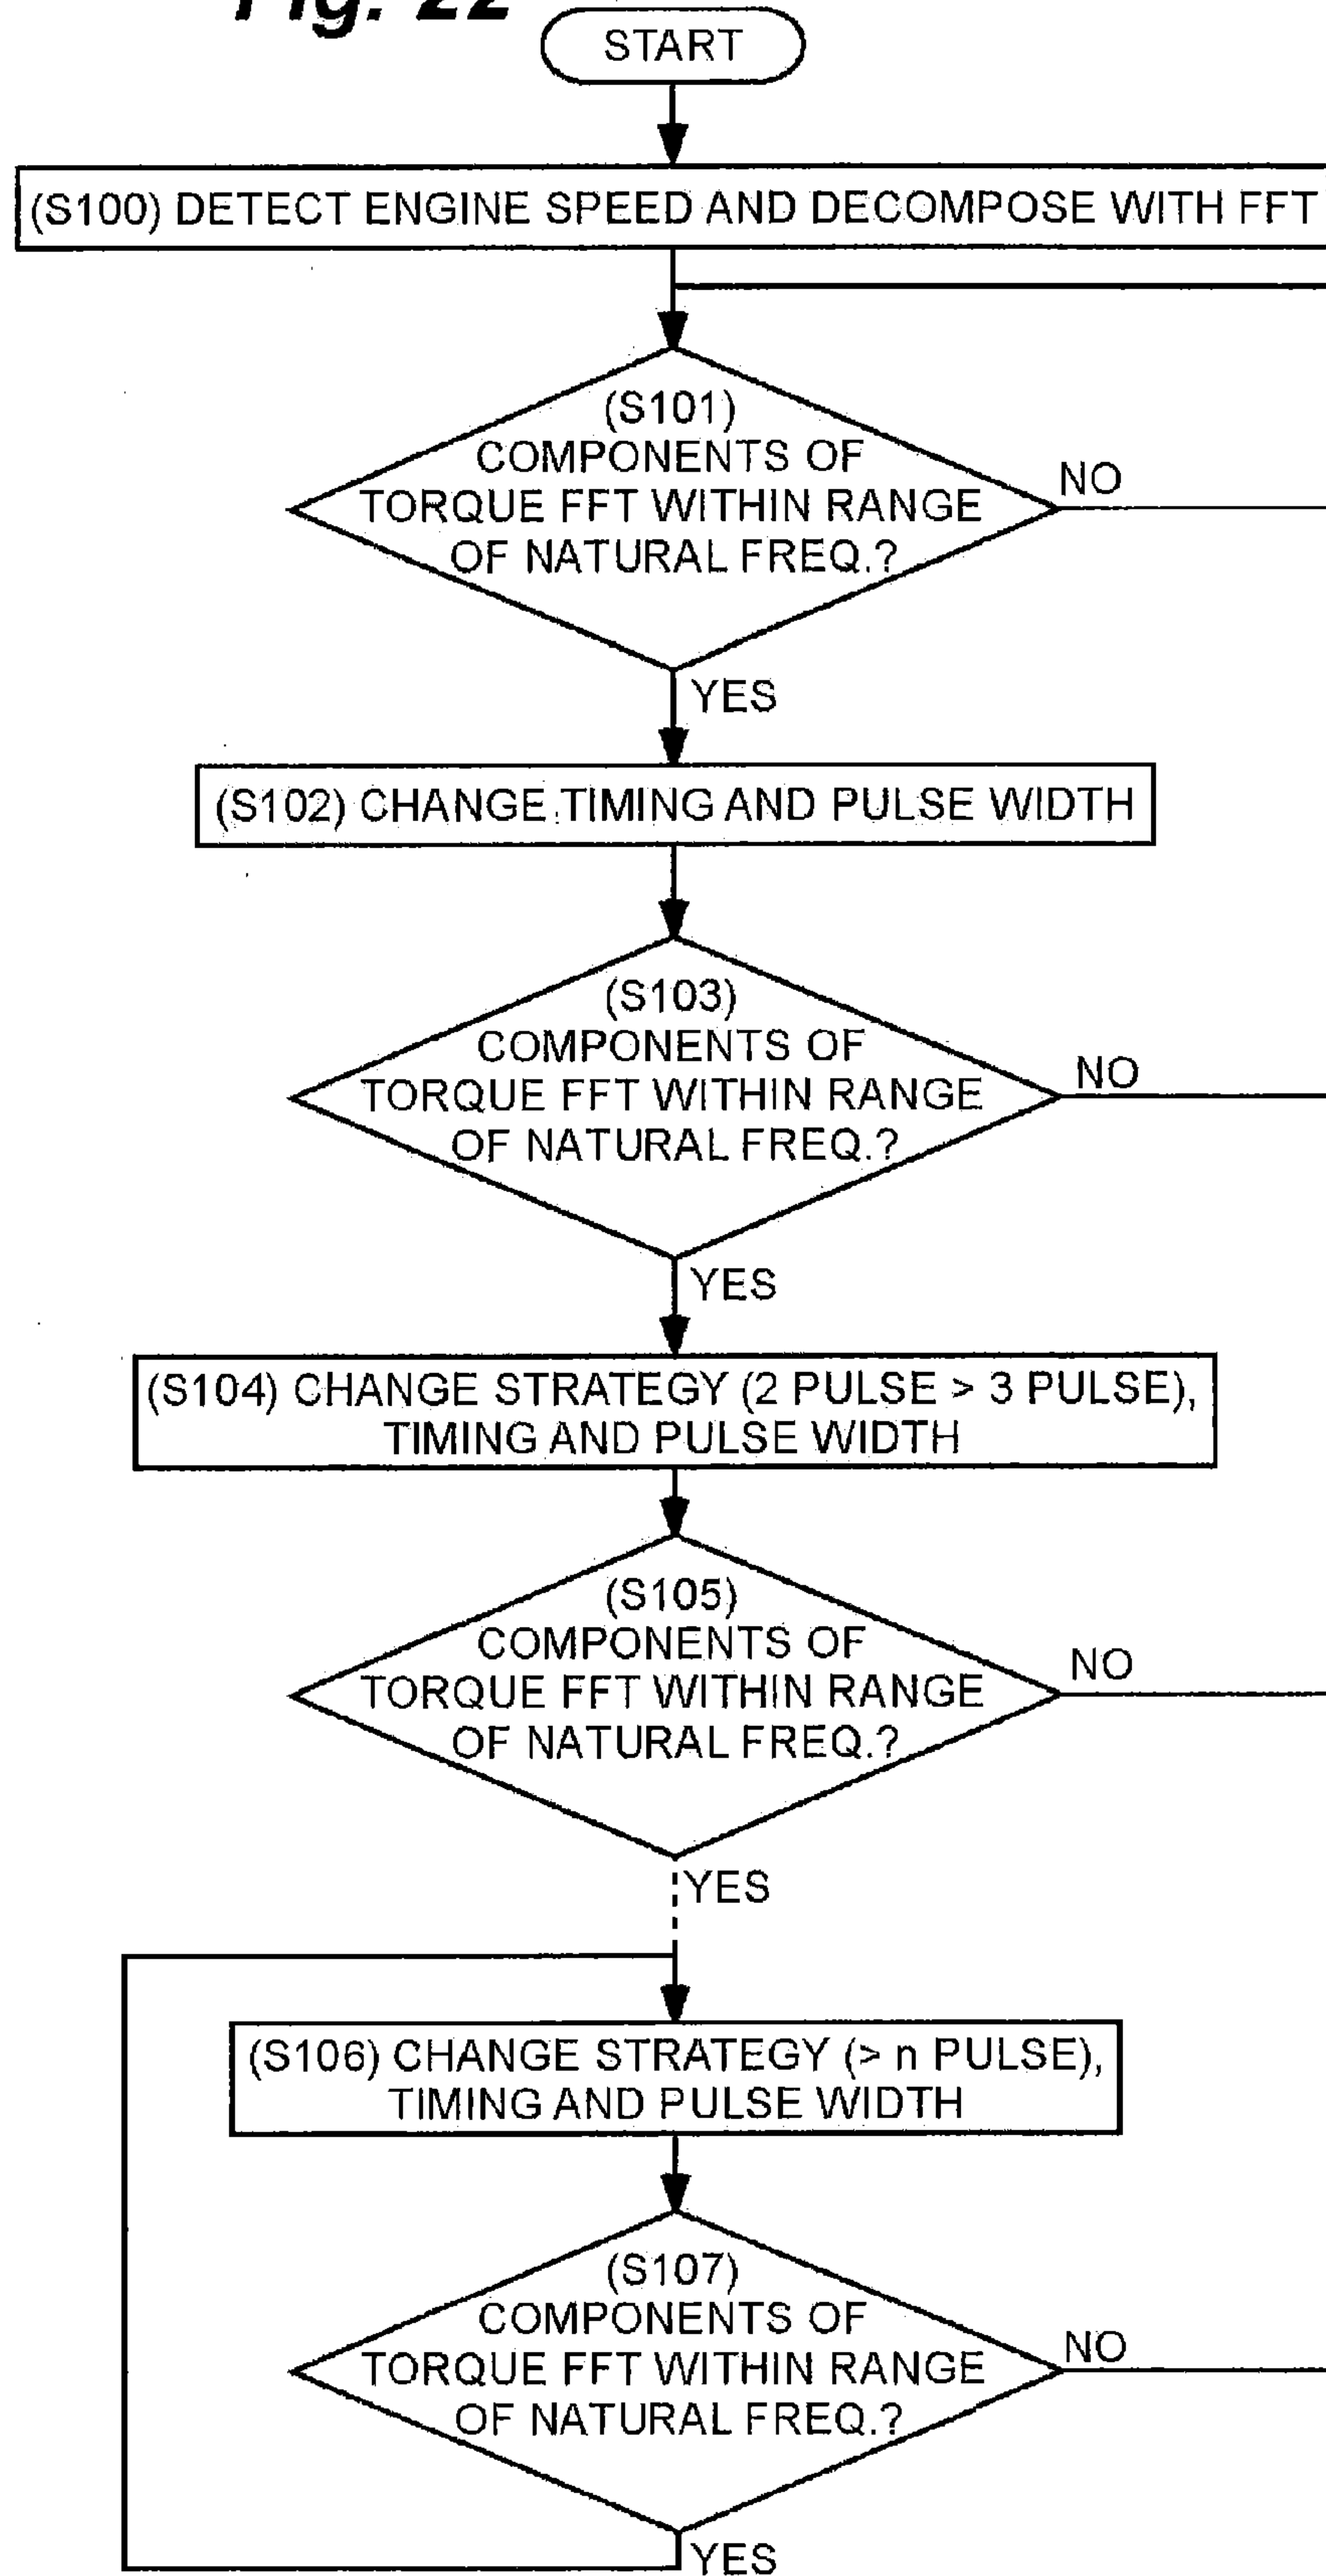 Fig. 22
START
(S100) DETECT ENGINE SPEED AND DECOMPOSE WITH FFT
(S101)
COMPONENTS OF
TORQUE FFT WITHIN RANGE
OF NATURAL FREQ.?
NO
YES
(S102) CHANGE TIMING AND PULSE WIDTH
(S103)
COMPONENTS OF
TORQUE FFT WITHIN RANGE
OF NATURAL FREQ.?
NO
YES
(S104) CHANGE STRATEGY (2 PULSE > 3 PULSE),
TIMING AND PULSE WIDTH
(S105)
COMPONENTS OF
TORQUE FFT WITHIN RANGE
OF NATURAL FREQ.?
NO
YES
(S106) CHANGE STRATEGY (> n PULSE),
TIMING AND PULSE WIDTH
(S107)
COMPONENTS OF
TORQUE FFT WITHIN RANGE
OF NATURAL FREQ.?
NO
YES